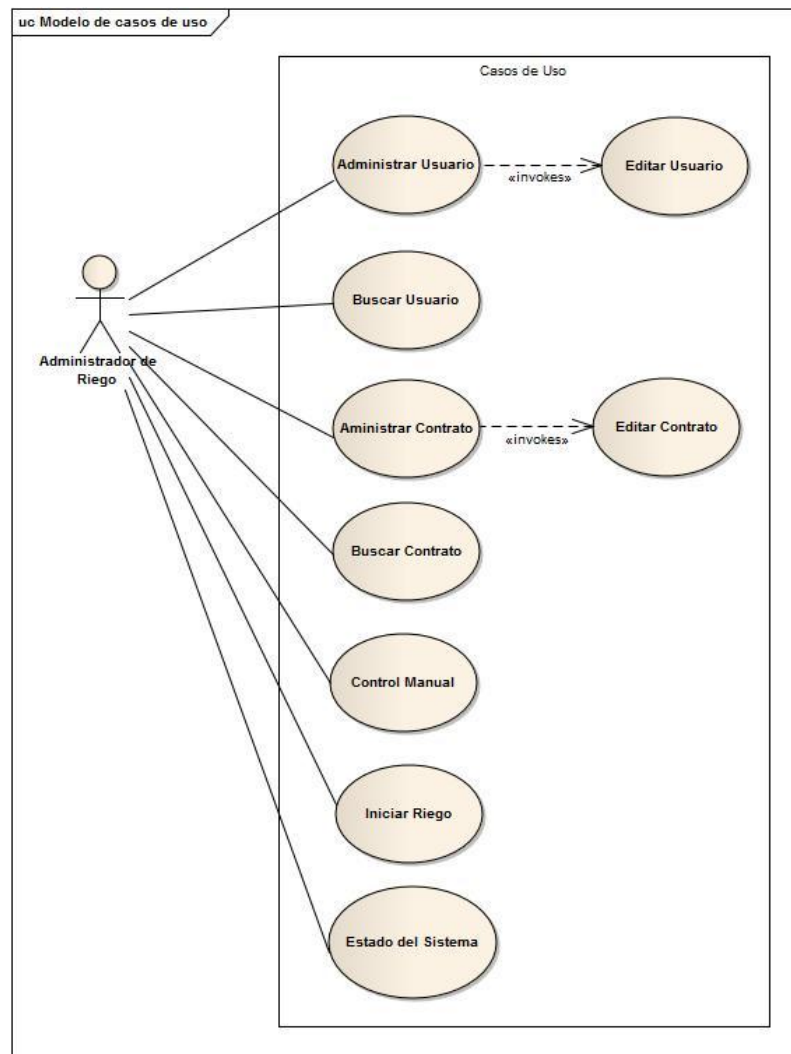 uc Modelo de casos de uso
Casos de Uso
Administrar Usuario
«invokes»
Editar Usuario
Buscar Usuario
Administrador de
Riego
Aministrar Contrato
«invokes»
Editar Contrato
Buscar Contrato
Control Manual
Iniciar Riego
Estado del Sistema